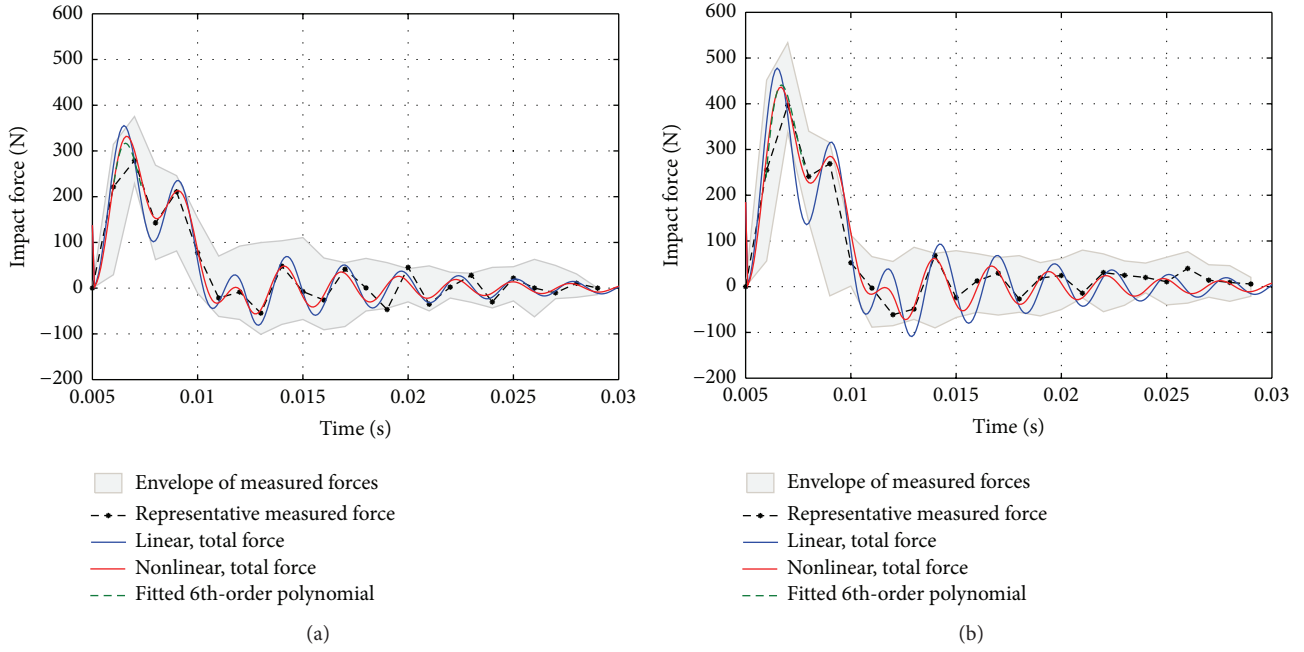 600
500
400
300
200
100
0
−100
−200
Impact force (N)
0.005 0.01 0.015 0.02 0.025 0.03
Time (s)
Envelope of measured forces
Representative measured force
Linear, total force
Nonlinear, total force
Fitted 6th-order polynomial
(a)
600
500
400
300
200
100
0
−100
−200
Impact force (N)
0.005 0.01 0.015 0.02 0.025 0.03
Time (s)
Envelope of measured forces
Representative measured force
Linear, total force
Nonlinear, total force
Fitted 6th-order polynomial
(b)